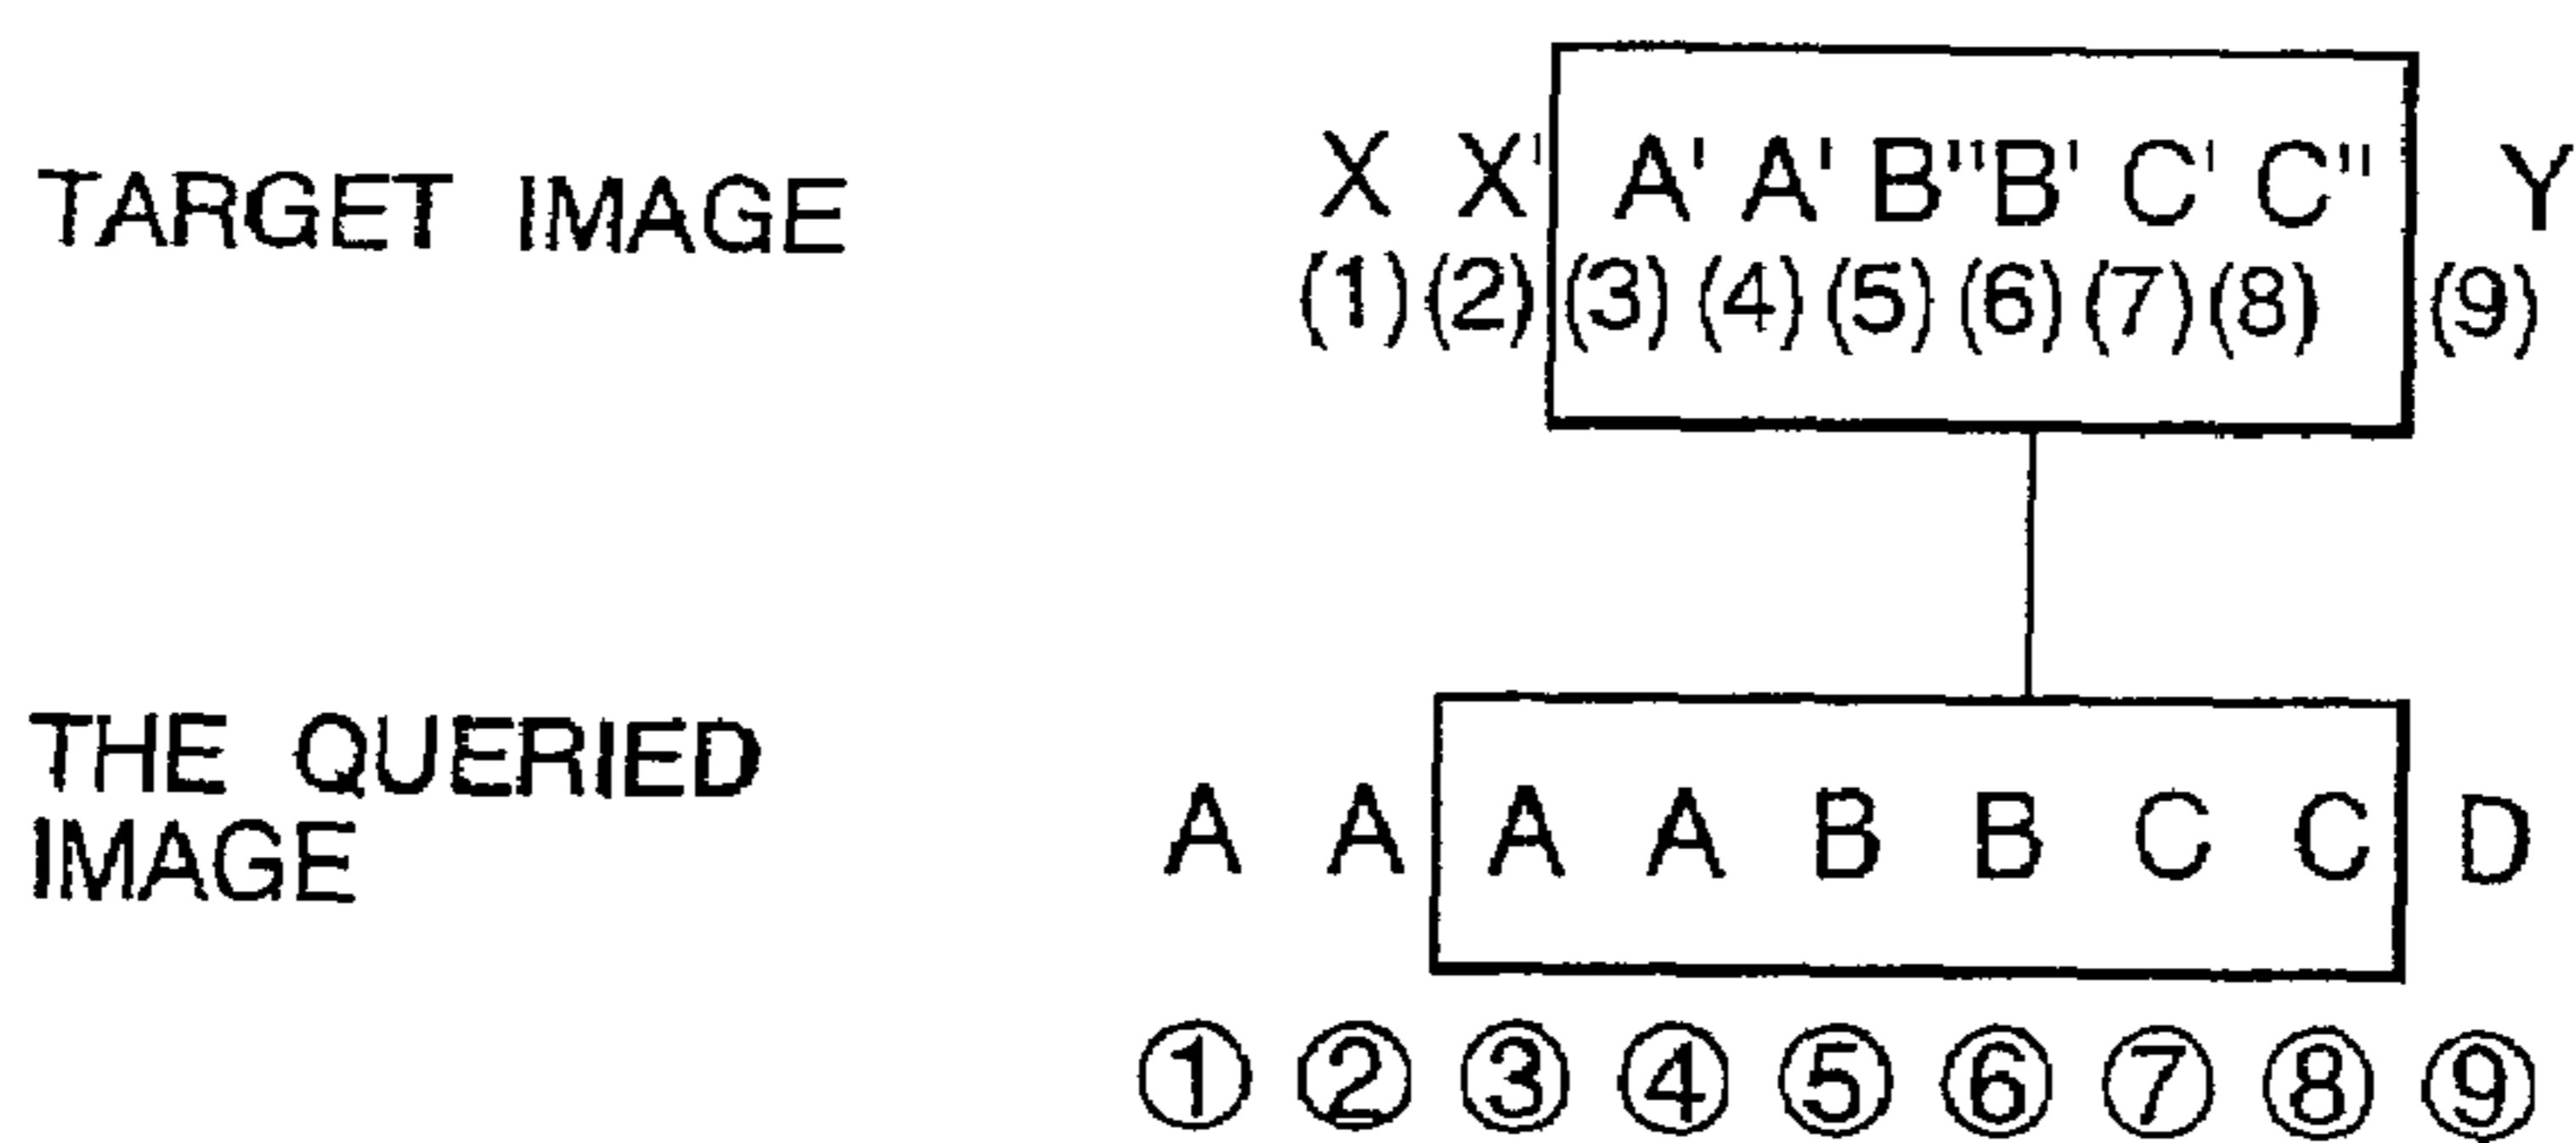 TARGET IMAGE X X' A' A' B" B' C' C" Y
(1) (2) (3) (4) (5) (6) (7) (8) (9)
THE QUERIED
IMAGE A A A A B B C C D
① ② ③ ④ ⑤ ⑥ ⑦ ⑧ ⑨